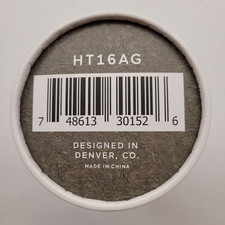 HT16AG
7 48613 30152 6
DESIGNED IN
DENVER, CO.
MADE IN CHINA